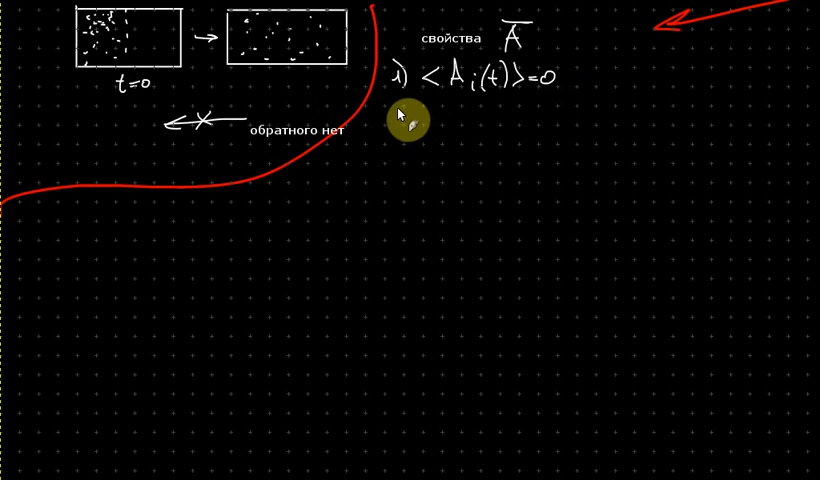 t=0
обратного нет
свойства A̅
1) <A_i(t)>=0